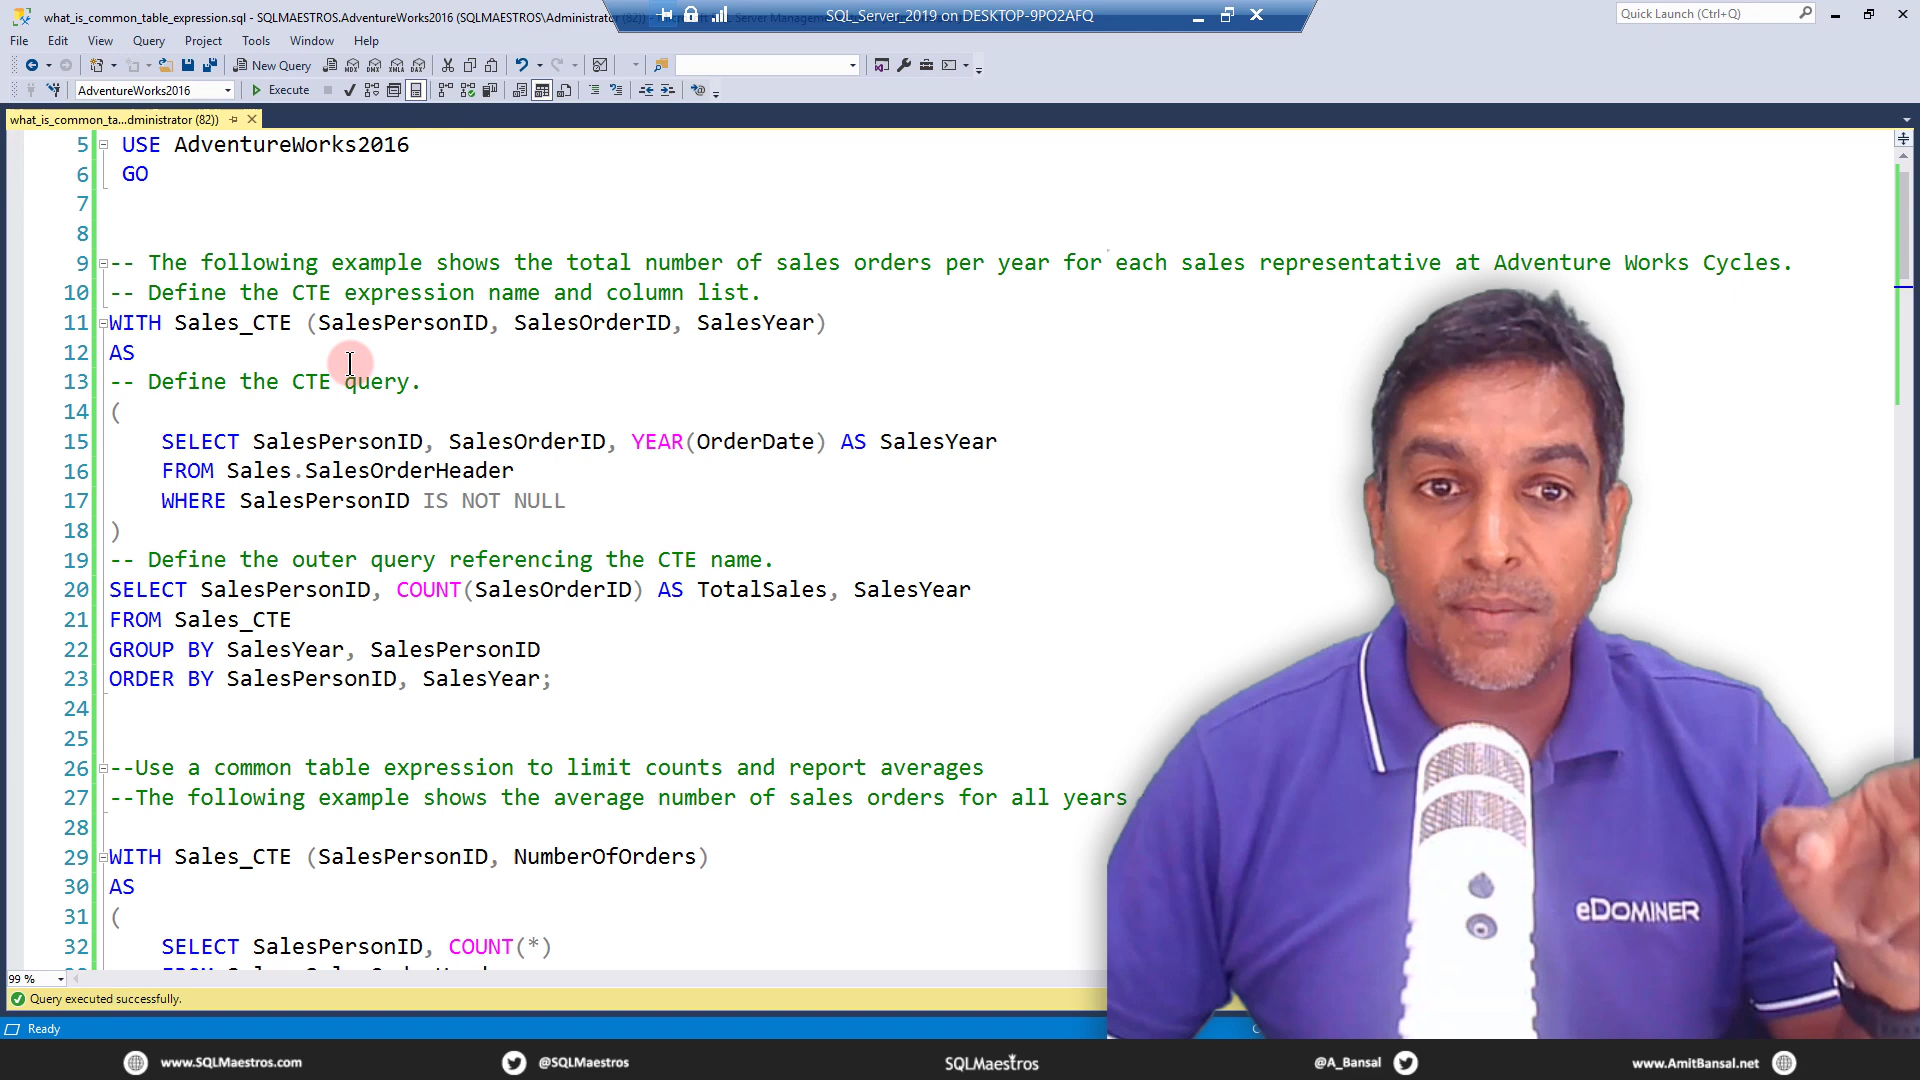 what_is_common_table_expression.sql - SQLMAESTROS.AdventureWorks2016 (SQLMAESTROS\Administrator (82))
SQL_Server_2019 on DESKTOP-9PO2AFQ
Quick Launch (Ctrl+Q)
File Edit View Query Project Tools Window Help
New Query
MDX DMX XMLA DAX
AdventureWorks2016 Execute
what_is_common_ta...dministrator (82))
5 USE AdventureWorks2016
6 GO
7
8
9 -- The following example shows the total number of sales orders per year for each sales representative at Adventure Works Cycles.
10 -- Define the CTE expression name and column list.
11 WITH Sales_CTE (SalesPersonID, SalesOrderID, SalesYear)
12 AS
13 -- Define the CTE query.
14 (
15 SELECT SalesPersonID, SalesOrderID, YEAR(OrderDate) AS SalesYear
16 FROM Sales.SalesOrderHeader
17 WHERE SalesPersonID IS NOT NULL
18 )
19 -- Define the outer query referencing the CTE name.
20 SELECT SalesPersonID, COUNT(SalesOrderID) AS TotalSales, SalesYear
21 FROM Sales_CTE
22 GROUP BY SalesYear, SalesPersonID
23 ORDER BY SalesPersonID, SalesYear;
24
25
26 --Use a common table expression to limit counts and report averages
27 --The following example shows the average number of sales orders for all years
28
29 WITH Sales_CTE (SalesPersonID, NumberOfOrders)
30 AS
31 (
32 SELECT SalesPersonID, COUNT(*)
eDOMINER
99 %
Query executed successfully.
Ready
www.SQLMaestros.com @SQLMaestros SQLMaestros @A_Bansal www.AmitBansal.net